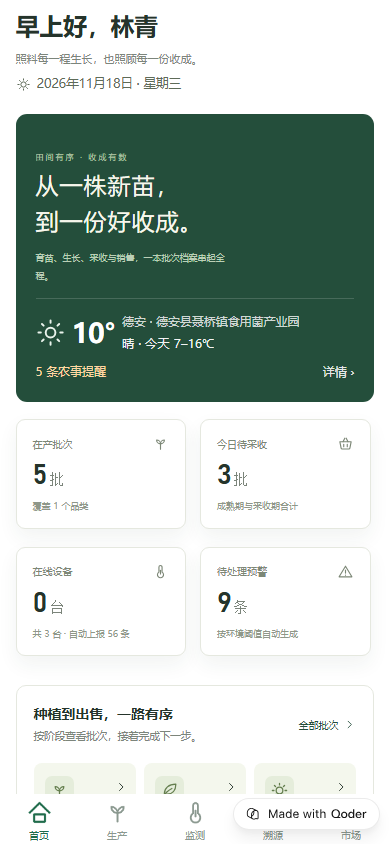 早上好，林青
照料每一程生长，也照顾每一份收成。
2026年11月18日 · 星期三
田间有序 · 收成有数
从一株新苗，
到一份好收成。
育苗、生长、采收与销售，一本批次档案串起全
程。
10°
德安 · 德安县聂桥镇食用菌产业园
晴 · 今天 7–16℃
5 条农事提醒
详情 ›
在产批次
5批
覆盖 1 个品类
今日待采收
3批
成熟期与采收期合计
在线设备
0台
共 3 台 · 自动上报 56 条
待处理预警
9条
按环境阈值自动生成
种植到出售，一路有序
按阶段查看批次，接着完成下一步。
全部批次
Made with Qoder
首页
生产
监测
溯源
市场